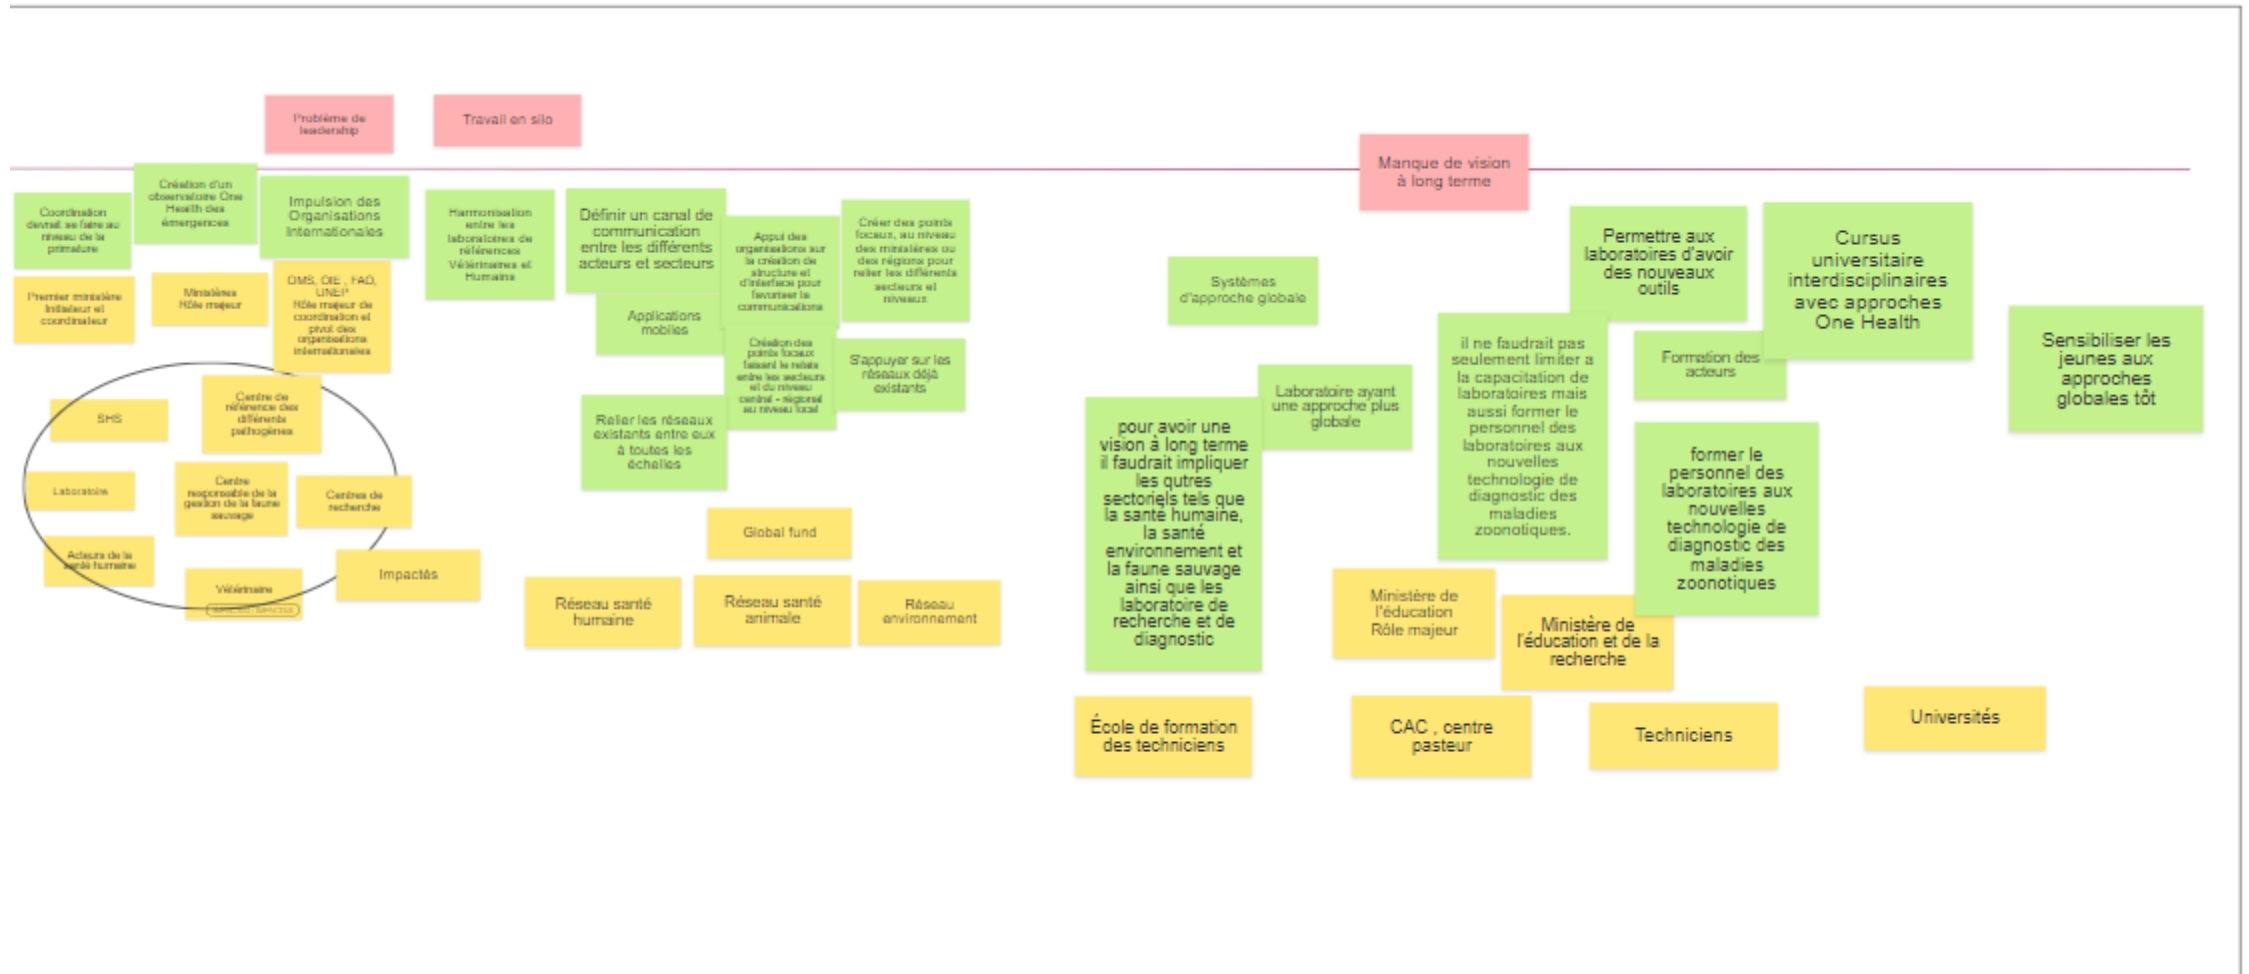 Problème de
leadership
Travail en silo
Manque de vision
à long terme
Coordination
devrait se faire au
niveau de la
primature
Création d'un
observatoire One
Health des
émergences
Impulsion des
Organisations
Internationales
Harmonisation
entre les
laboratoires de
références
Vétérinaires et
Humains
Définir un canal de
communication
entre les différents
acteurs et secteurs
Appui des
organisations sur
la création de
structure et
d'interface pour
favoriser la
communications
Créer des points
focaux, au niveau
des ministères ou
des régions pour
relier les différents
secteurs et
niveaux
Applications
mobiles
Création des
points focaux
faisant le relais
entre les secteurs
et du niveau
central - régional
au niveau local
S'appuyer sur les
réseaux déjà
existants
Relier les réseaux
existants entre eux
à toutes les
échelles
Premier ministère
Initiateur et
coordinateur
Ministères
Rôle majeur
OMS, OIE , FAO,
UNEP
Rôle majeur de
coordination et
pivot des
organisations
internationales
SHS
Centre de
référence des
différents
pathogènes
Laboratoire
Centre
responsable de la
gestion de la faune
sauvage
Centres de
recherche
Acteurs de la
santé humaine
Vétérinaire
Impactés
Global fund
Réseau santé
humaine
Réseau santé
animale
Réseau
environnement
Systèmes
d'approche globale
Laboratoire ayant
une approche plus
globale
pour avoir une
vision à long terme
il faudrait impliquer
les qutres
sectoriels tels que
la santé humaine,
la santé
environnement et
la faune sauvage
ainsi que les
laboratoire de
recherche et de
diagnostic
il ne faudrait pas
seulement limiter a
la capacitation de
laboratoires mais
aussi former le
personnel des
laboratoires aux
nouvelles
technologie de
diagnostic des
maladies
zoonotiques.
Permettre aux
laboratoires d'avoir
des nouveaux
outils
Formation des
acteurs
Cursus
universitaire
interdisciplinaires
avec approches
One Health
former le
personnel des
laboratoires aux
nouvelles
technologie de
diagnostic des
maladies
zoonotiques
Sensibiliser les
jeunes aux
approches
globales tôt
Ministère de
l'éducation
Rôle majeur
Ministère de
l'éducation et de la
recherche
École de formation
des techniciens
CAC , centre
pasteur
Techniciens
Universités